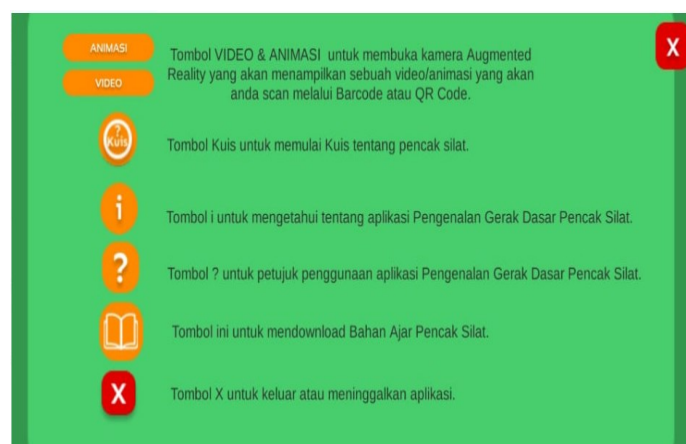 ANIMASI
VIDEO
Tombol VIDEO & ANIMASI untuk membuka kamera Augmented
Reality yang akan menampilkan sebuah video/animasi yang akan
anda scan melalui Barcode atau QR Code.
X
?
Kuis
Tombol Kuis untuk memulai Kuis tentang pencak silat.
i
Tombol i untuk mengetahui tentang aplikasi Pengenalan Gerak Dasar Pencak Silat.
?
Tombol ? untuk petujuk penggunaan aplikasi Pengenalan Gerak Dasar Pencak Silat.
Tombol ini untuk mendownload Bahan Ajar Pencak Silat.
X
Tombol X untuk keluar atau meninggalkan aplikasi.